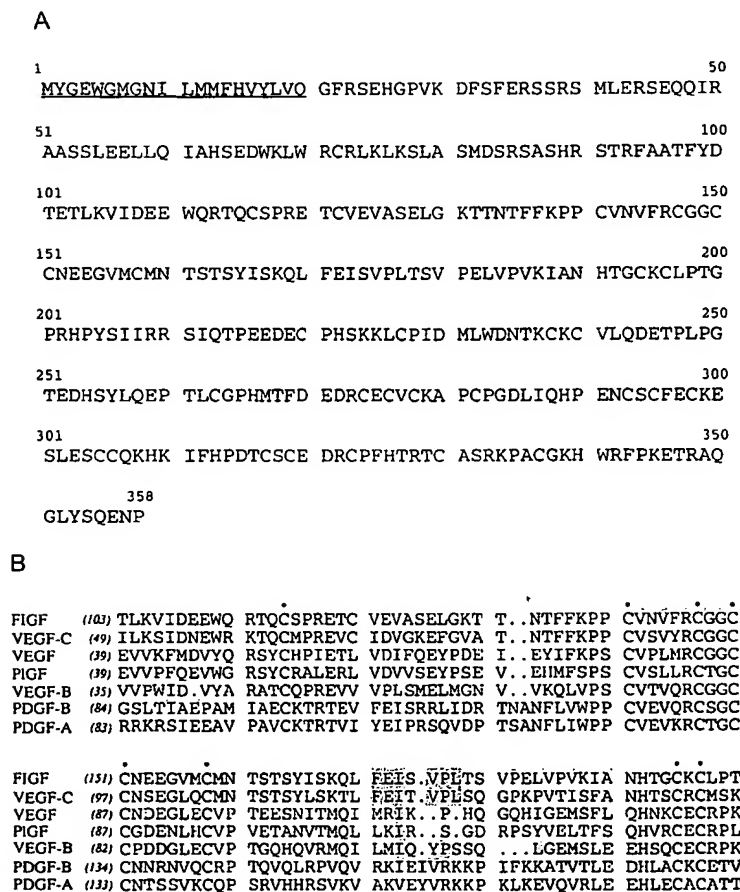 A
1 50
MYGEWGMGNI LMMFHVYLVQ GFRSEHGPVK DFSFERSSRS MLERSEQQIR
51 100
AASSLEELLQ IAHSEDWKLW RCRLKLKSLA SMDSRSASHR STRFAATFYD
101 150
TETLKVIDEE WQRTQCSPRE TCVEVASELG KTTNTFFKPP CVNVFRCGGC
151 200
CNEEGVMCMN TSTSYISKQL FEISVPLTSV PELVPVKIAN HTGCKCLPTG
201 250
PRHPYSIIRR SIQTPEEDEC PHSKKLCPID MLWDNTKCKC VLQDETPLPG
251 300
TEDHSYLQEP TLCGPHMTFD EDRCECVCKA PCPGDLIQHP ENCSCFECKE
301 350
SLESCCQKHK IFHPDTCSCE DRCPFHTRTC ASRKPACGKH WRFPKETRAQ
358
GLYSQENP
B
FIGF (103) TLKVIDEEWQ RTQCSPRETC VEVASELGKT T..NTFFKPP CVNVFRCGGC
VEGF-C (49) ILKSIDNEWR KTQCMPREVC IDVGKEFGVA T..NTFFKPP CVSVYRCGGC
VEGF (39) EVVKFMDVYQ RSYCHPIETL VDIFQEYPDE I..EYIFKPS CVPLMRCGGC
PlGF (39) EVVPFQEVWG RSYCRALERL VDVVSEYPSE V..EHMFSPS CVSLLRCTGC
VEGF-B (35) VVPWID.VYA RATCQPREVV VPLSMELMGN V..VKQLVPS CVTVQRCGGC
PDGF-B (84) GSLTIAEPAM IAECKTRTEV FEISRRLIDR TNANFLVWPP CVEVQRCSGC
PDGF-A (83) RRKRSIEEAV PAVCKTRTVI YEIPRSQVDP TSANFLIWPP CVEVKRCTGC
FIGF (151) CNEEGVMCMN TSTSYISKQL FEIS.VPLTS VPELVPVKIA NHTGCKCLPT
VEGF-C (97) CNSEGLQCMN TSTSYLSKTL FEIT.VPLSQ GPKPVTISFA NHTSCRCMSK
VEGF (87) CNDEGLECVP TEESNITMQI MRIK..P.HQ GQHIGEMSFL QHNKCECRPK
PlGF (87) CGDENLHCVP VETANVTMQL LKIR..S.GD RPSYVELTFS QHVRCECRPL
VEGF-B (82) CPDDGLECVP TGQHQVRMQI LMIQ.YPSSQ ...LGEMSLE EHSQCECRPK
PDGF-B (134) CNNRNVQCRP TQVQLRPVQV RKIEIVRKKP IFKKATVTLE DHLACKCETV
PDGF-A (133) CNTSSVKCQP SRVHHRSVKV AKVEYVRKKP KLKEVQVRLE EHLECACATT